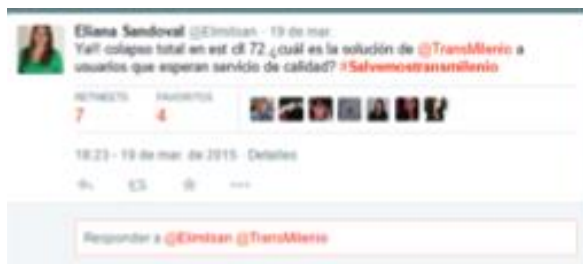 Eliana Sandoval @Elmitsan · 19 de mar.
Ya!! colapso total en est cll 72 ¿cuál es la solución de @TransMilenio a
usuarios que esperan servicio de calidad? #Salvemostransmilenio
RETWEETS FAVORITOS
7 4
18:23 - 19 de mar. de 2015 · Detalles
Responder a @Elmitsan @TransMilenio